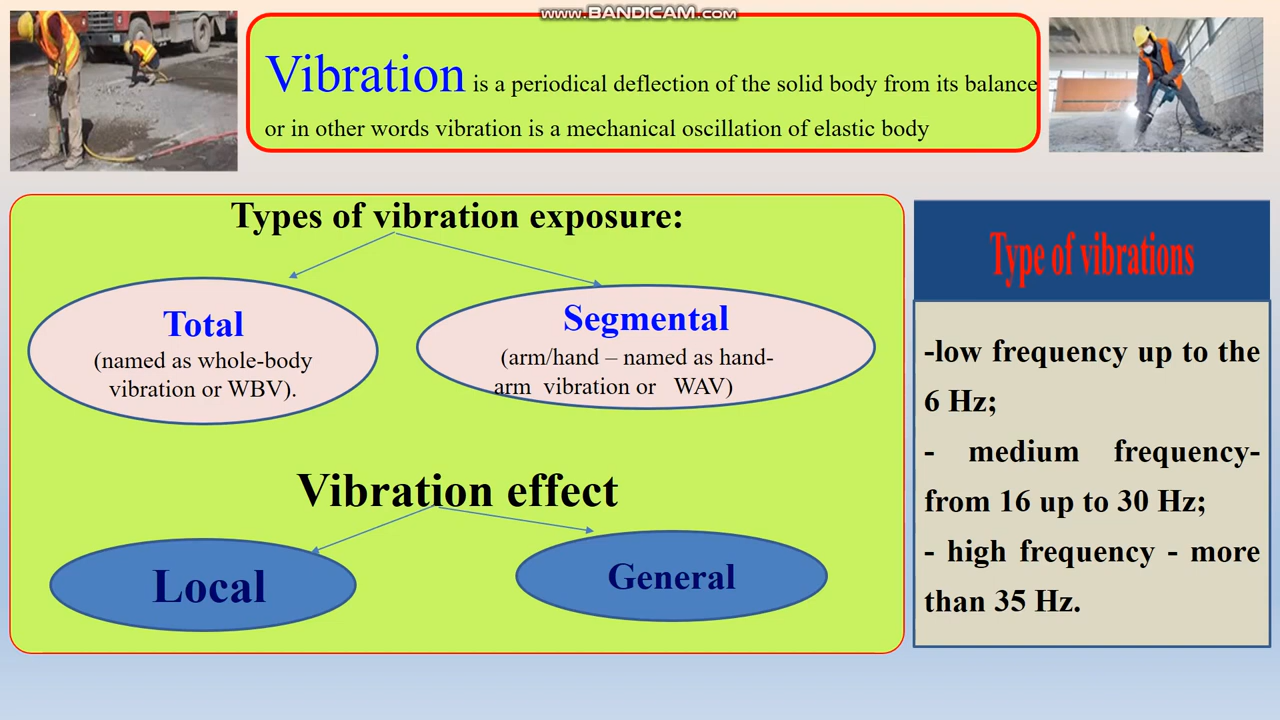 www.BANDICAM.com
Vibration is a periodical deflection of the solid body from its balance
or in other words vibration is a mechanical oscillation of elastic body
Types of vibration exposure:
Total
(named as whole-body
vibration or WBV).
Segmental
(arm/hand – named as hand-
arm vibration or WAV)
Vibration effect
Local
General
Type of vibrations
-low frequency up to the
6 Hz;
- medium frequency-
from 16 up to 30 Hz;
- high frequency - more
than 35 Hz.